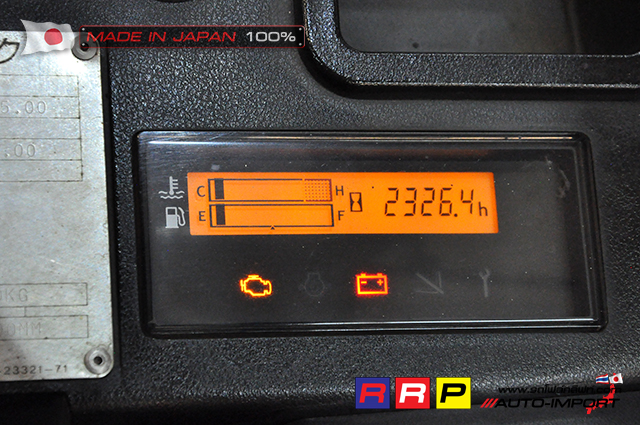 MADE IN JAPAN 100%
5.00
.00
C H
E F
2326.4h
KG
MM
-23321-71
RRP
AUTO-IMPORT